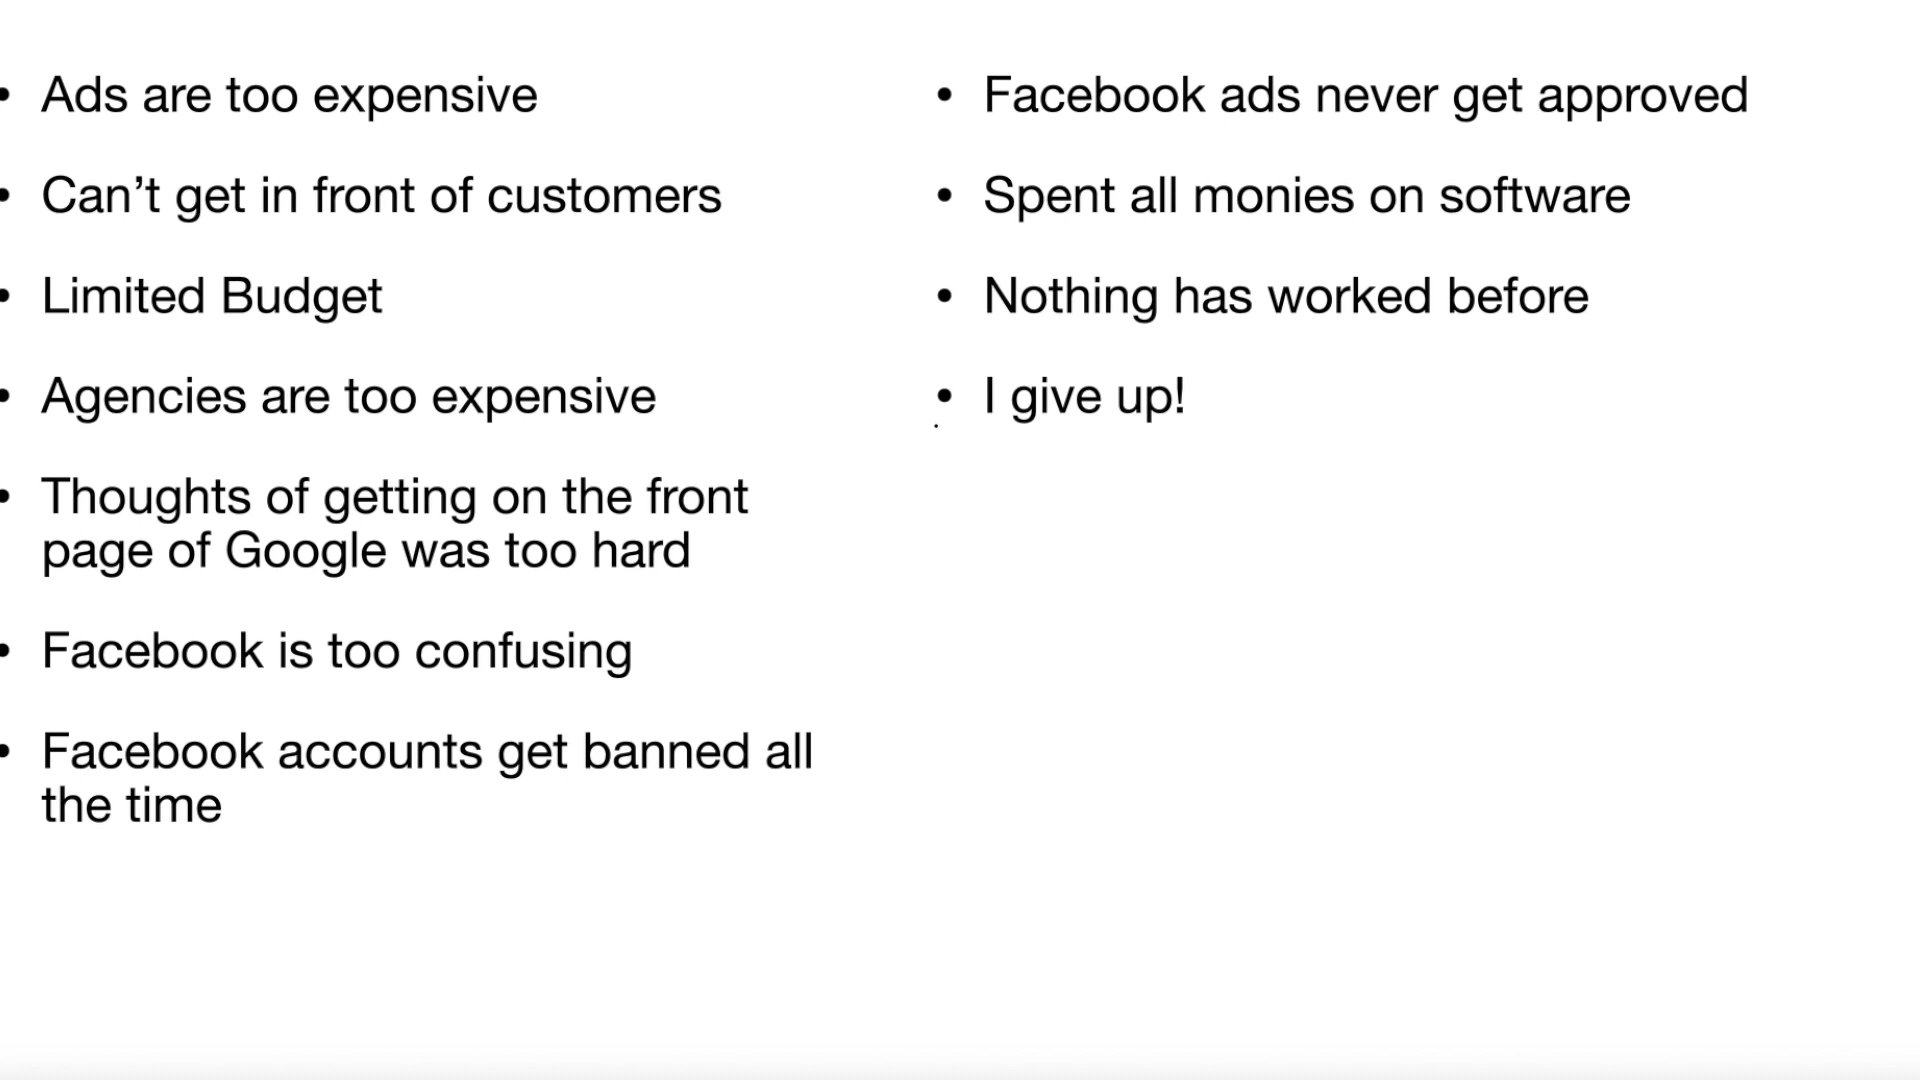 • Ads are too expensive
• Can’t get in front of customers
• Limited Budget
• Agencies are too expensive
• Thoughts of getting on the front
page of Google was too hard
• Facebook is too confusing
• Facebook accounts get banned all
the time
• Facebook ads never get approved
• Spent all monies on software
• Nothing has worked before
• I give up!